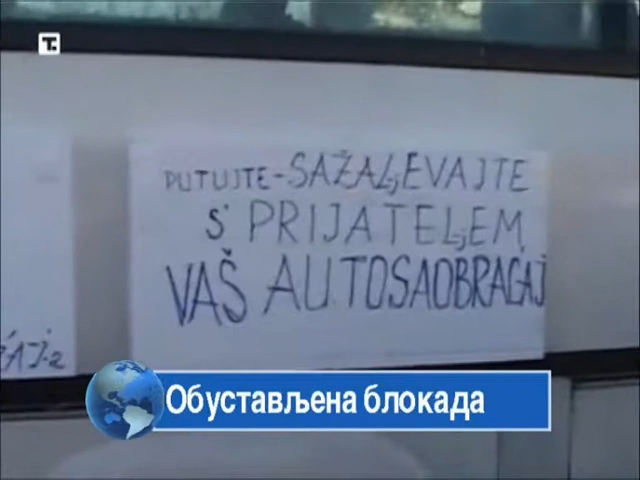 T.
PUTUJTE-SAŽALjEVAJTE
S PRIJATELjEM,
VAŠ AUTOSAOBRAĆAJ
Обустављена блокада